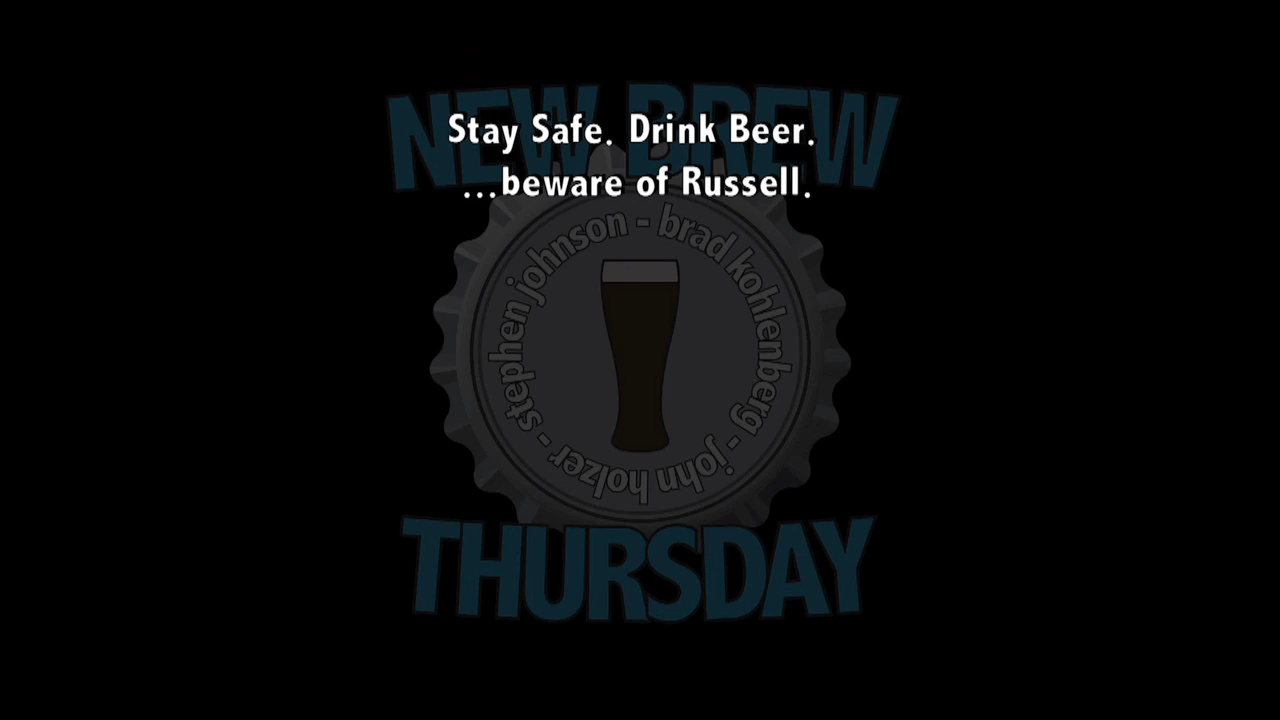 NEW BREW
Stay Safe. Drink Beer.
...beware of Russell.
stephen johnson - brad kohlenberg - john holzer -
THURSDAY